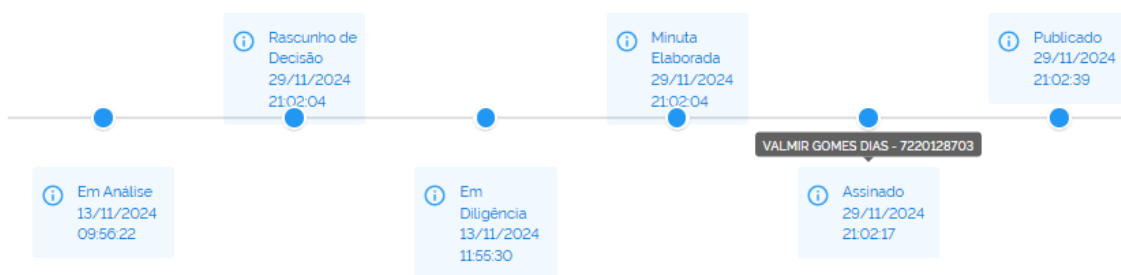 Rascunho de
Decisão
29/11/2024
21:02:04
Minuta
Elaborada
29/11/2024
21:02:04
Publicado
29/11/2024
21:02:39
VALMIR GOMES DIAS - 7220128703
Em Análise
13/11/2024
09:56:22
Em
Diligência
13/11/2024
11:55:30
Assinado
29/11/2024
21:02:17